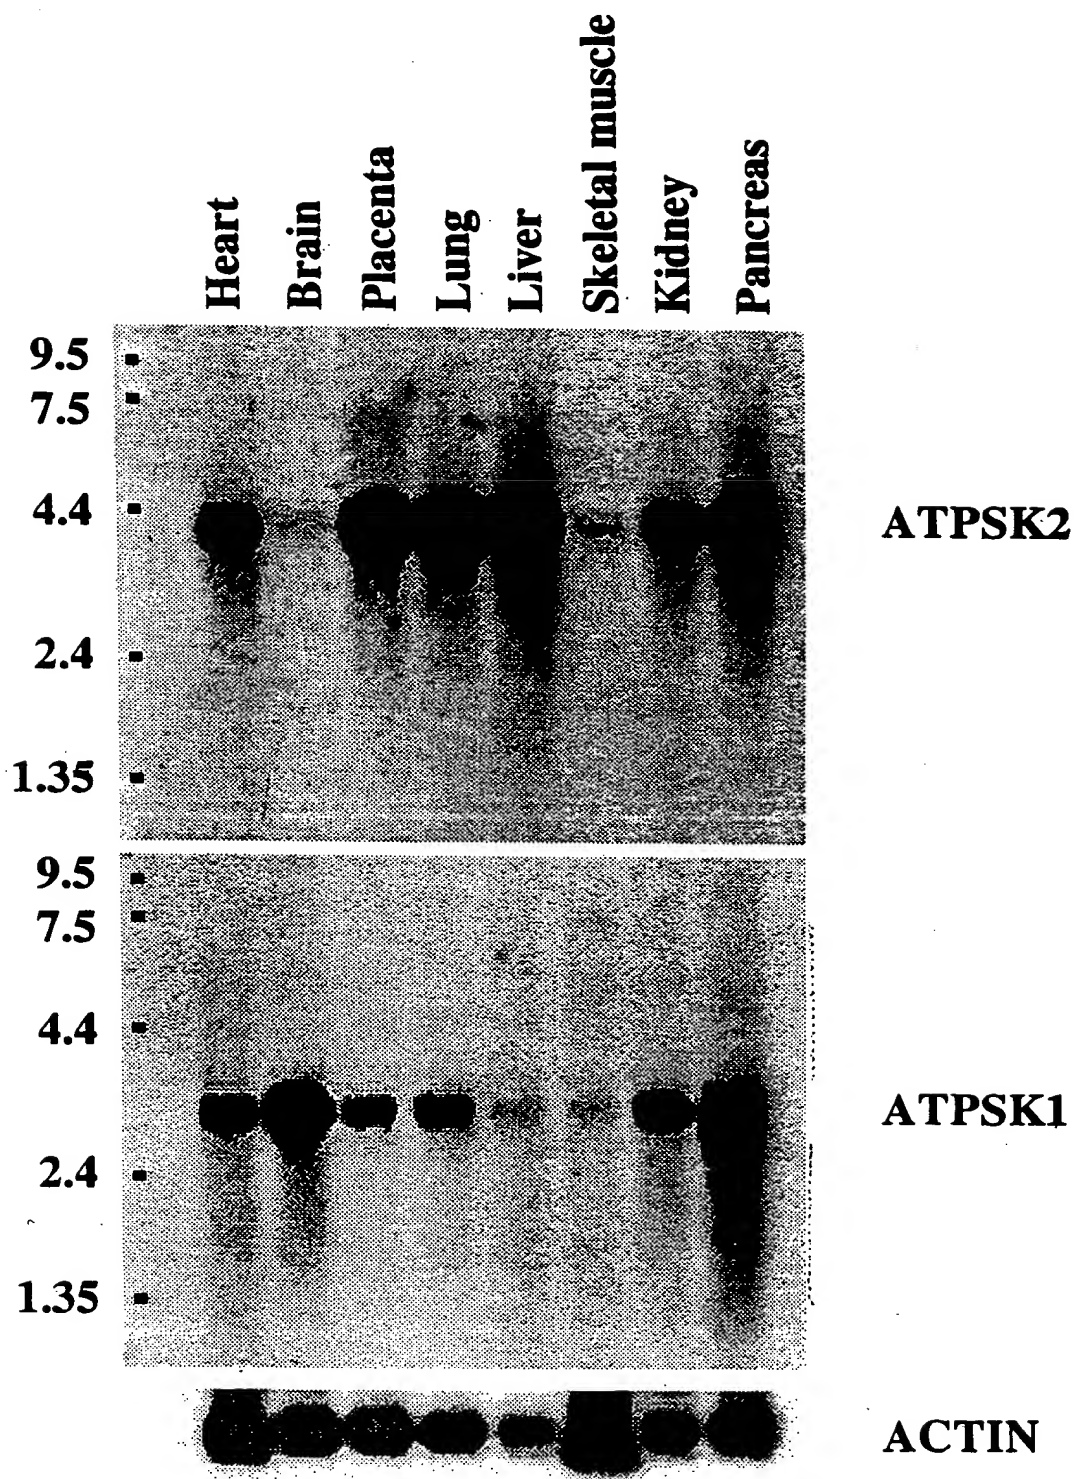 Heart
Brain
Placenta
Lung
Liver
Skeletal muscle
Kidney
Pancreas
9.5
7.5
4.4
ATPSK2
2.4
1.35
9.5
7.5
4.4
ATPSK1
2.4
1.35
ACTIN